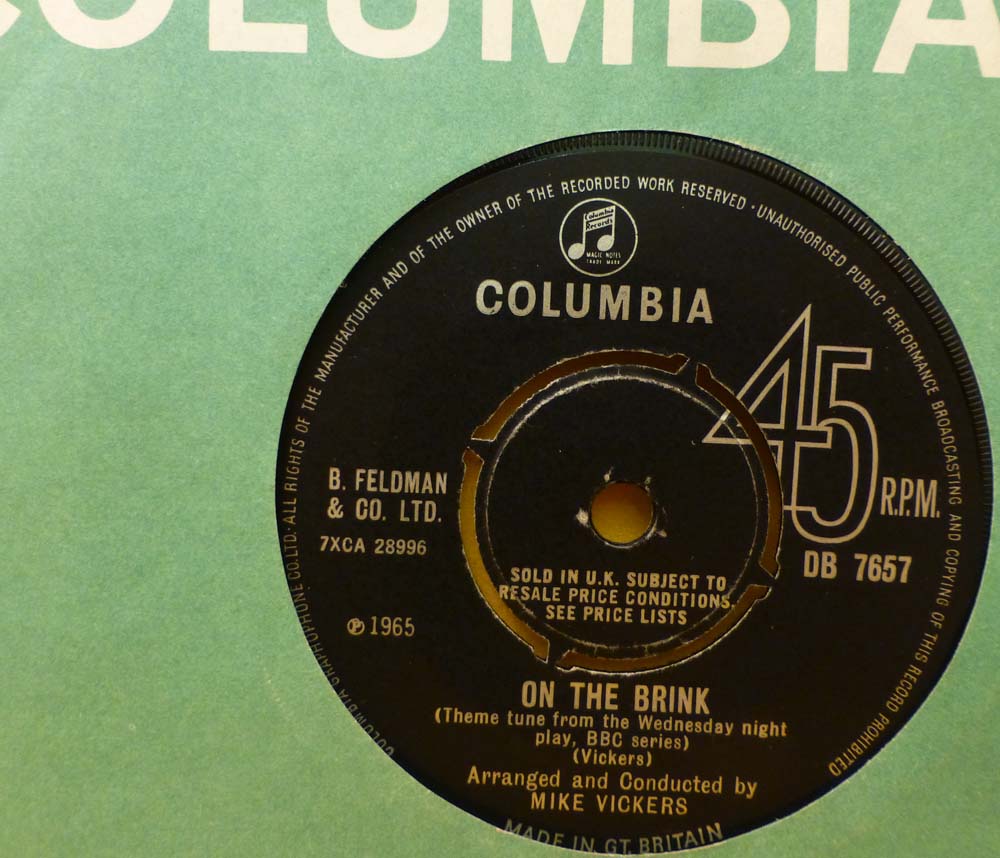 COLUMBIA
COLUMBIA GRAPHOPHONE CO. LTD. · ALL RIGHTS OF THE MANUFACTURER AND OF THE OWNER OF THE RECORDED WORK RESERVED · UNAUTHORISED PUBLIC PERFORMANCE BROADCASTING AND COPYING OF THIS RECORD PROHIBITED
Columbia
Records
MAGIC NOTES
TRADE MARK
COLUMBIA
45
R.P.M.
B. FELDMAN
& CO. LTD.
7XCA 28996
DB 7657
SOLD IN U.K. SUBJECT TO
RESALE PRICE CONDITIONS,
SEE PRICE LISTS
℗ 1965
ON THE BRINK
(Theme tune from the Wednesday night
play, BBC series)
(Vickers)
Arranged and Conducted by
MIKE VICKERS
MADE IN GT. BRITAIN